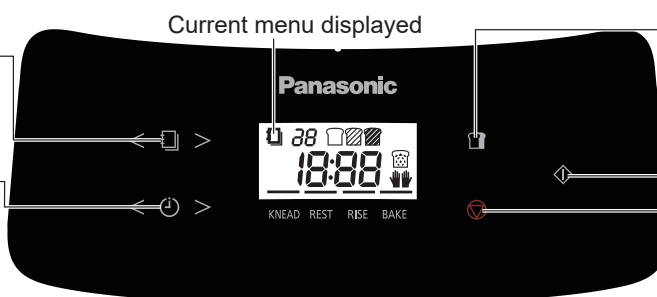 Current menu displayed
Panasonic
38
18:88
KNEAD REST RISE BAKE